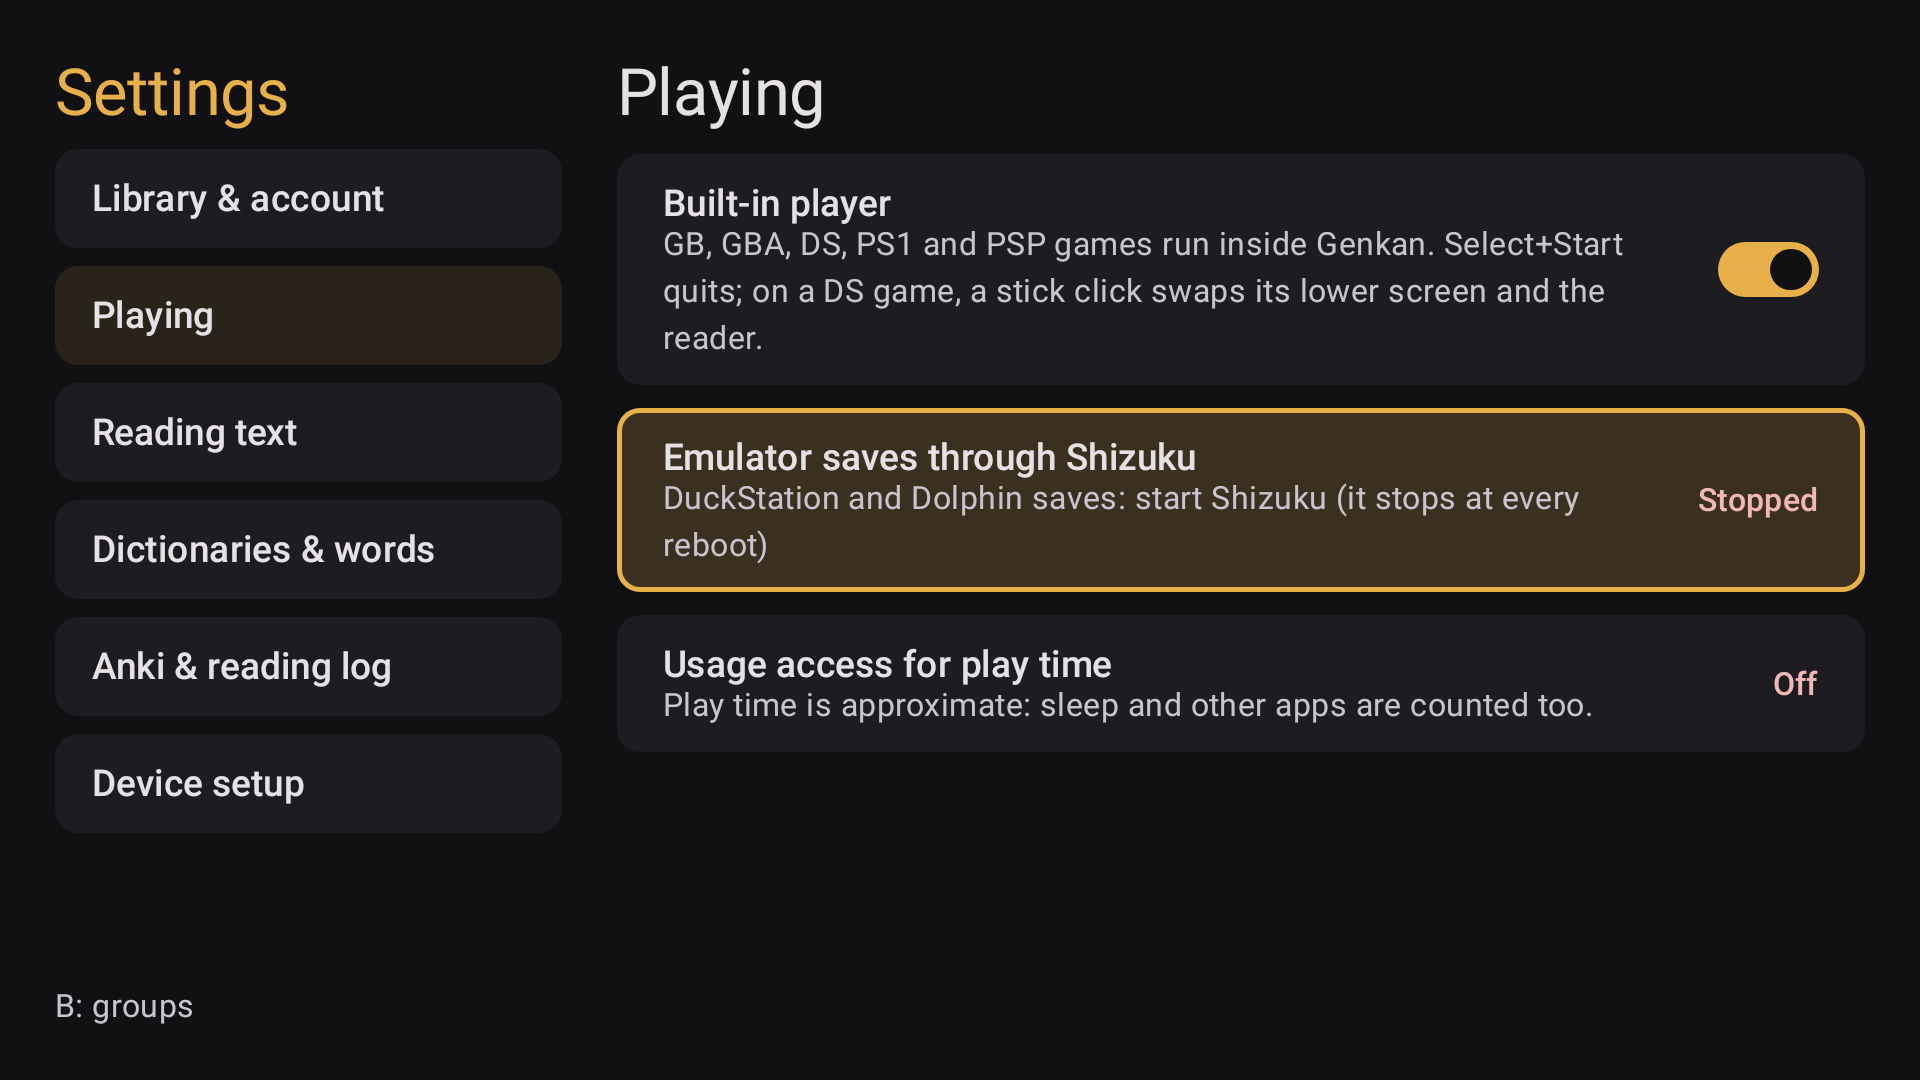 Settings
Library & account
Playing
Reading text
Dictionaries & words
Anki & reading log
Device setup
B: groups
Playing
Built-in player
GB, GBA, DS, PS1 and PSP games run inside Genkan. Select+Start
quits; on a DS game, a stick click swaps its lower screen and the
reader.
Emulator saves through Shizuku
DuckStation and Dolphin saves: start Shizuku (it stops at every
reboot)
Stopped
Usage access for play time
Play time is approximate: sleep and other apps are counted too.
Off